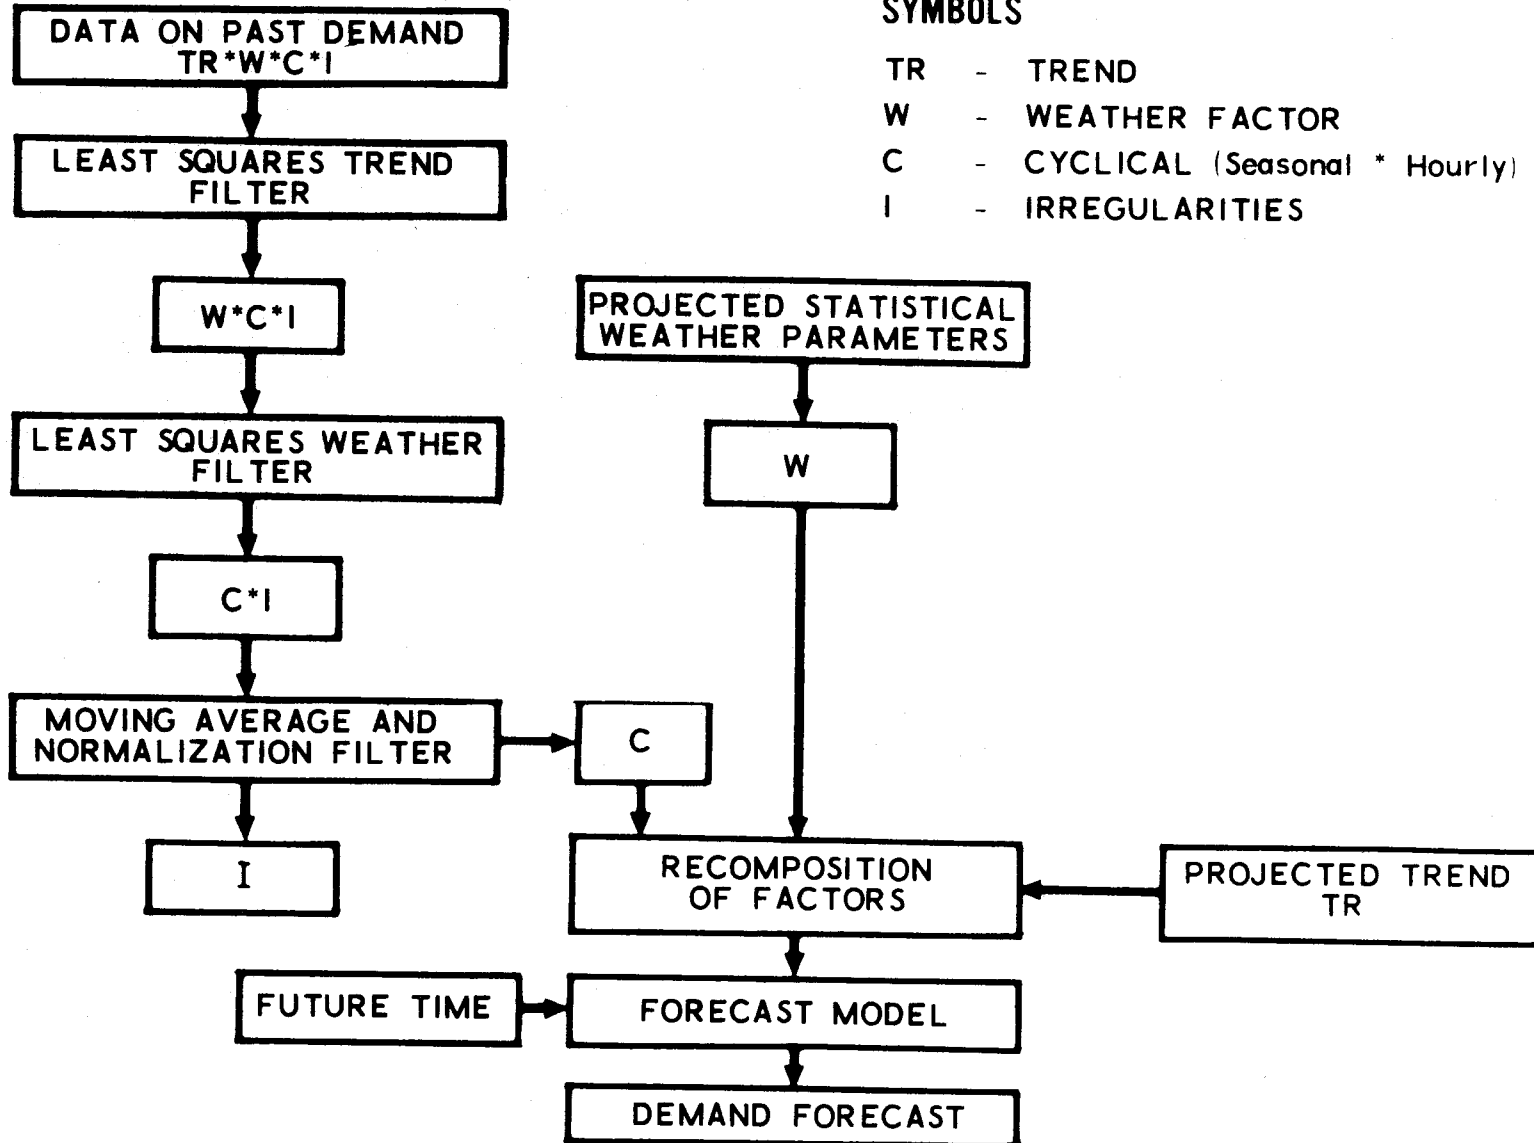 DATA ON PAST DEMAND
TR*W*C*I
LEAST SQUARES TREND
FILTER
W*C*I
LEAST SQUARES WEATHER
FILTER
C*I
MOVING AVERAGE AND
NORMALIZATION FILTER
I
C
SYMBOLS
TR - TREND
W - WEATHER FACTOR
C - CYCLICAL (Seasonal * Hourly)
I - IRREGULARITIES
PROJECTED STATISTICAL
WEATHER PARAMETERS
W
RECOMPOSITION
OF FACTORS
PROJECTED TREND
TR
FUTURE TIME
FORECAST MODEL
DEMAND FORECAST